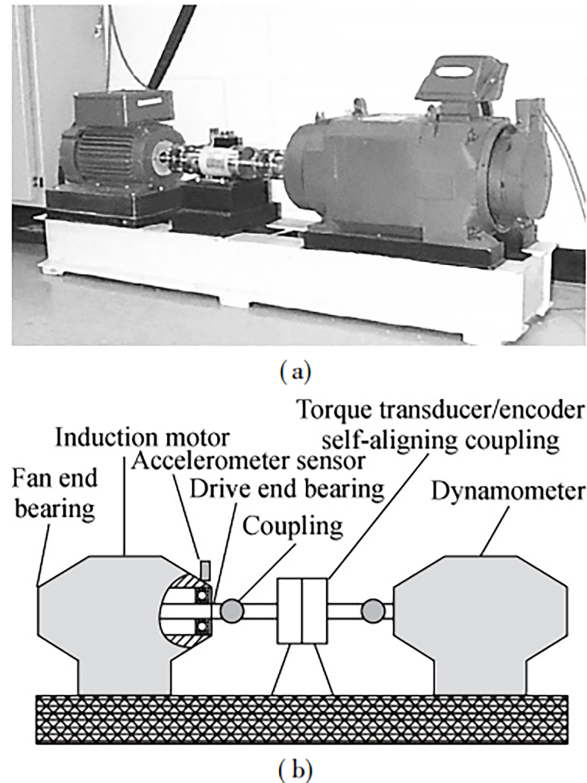 (a)
Torque transducer/encoder
self-aligning coupling
Induction motor
Accelerometer sensor
Fan end
bearing
Drive end bearing
Dynamometer
Coupling
(b)